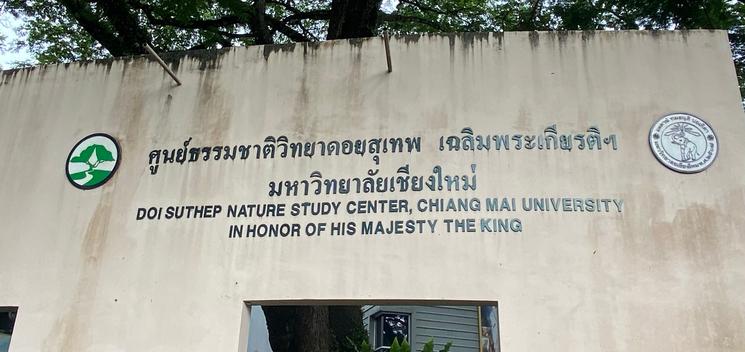 ศูนย์ธรรมชาติวิทยาดอยสุเทพ เฉลิมพระเกียรติฯ
มหาวิทยาลัยเชียงใหม่
DOI SUTHEP NATURE STUDY CENTER, CHIANG MAI UNIVERSITY
IN HONOR OF HIS MAJESTY THE KING